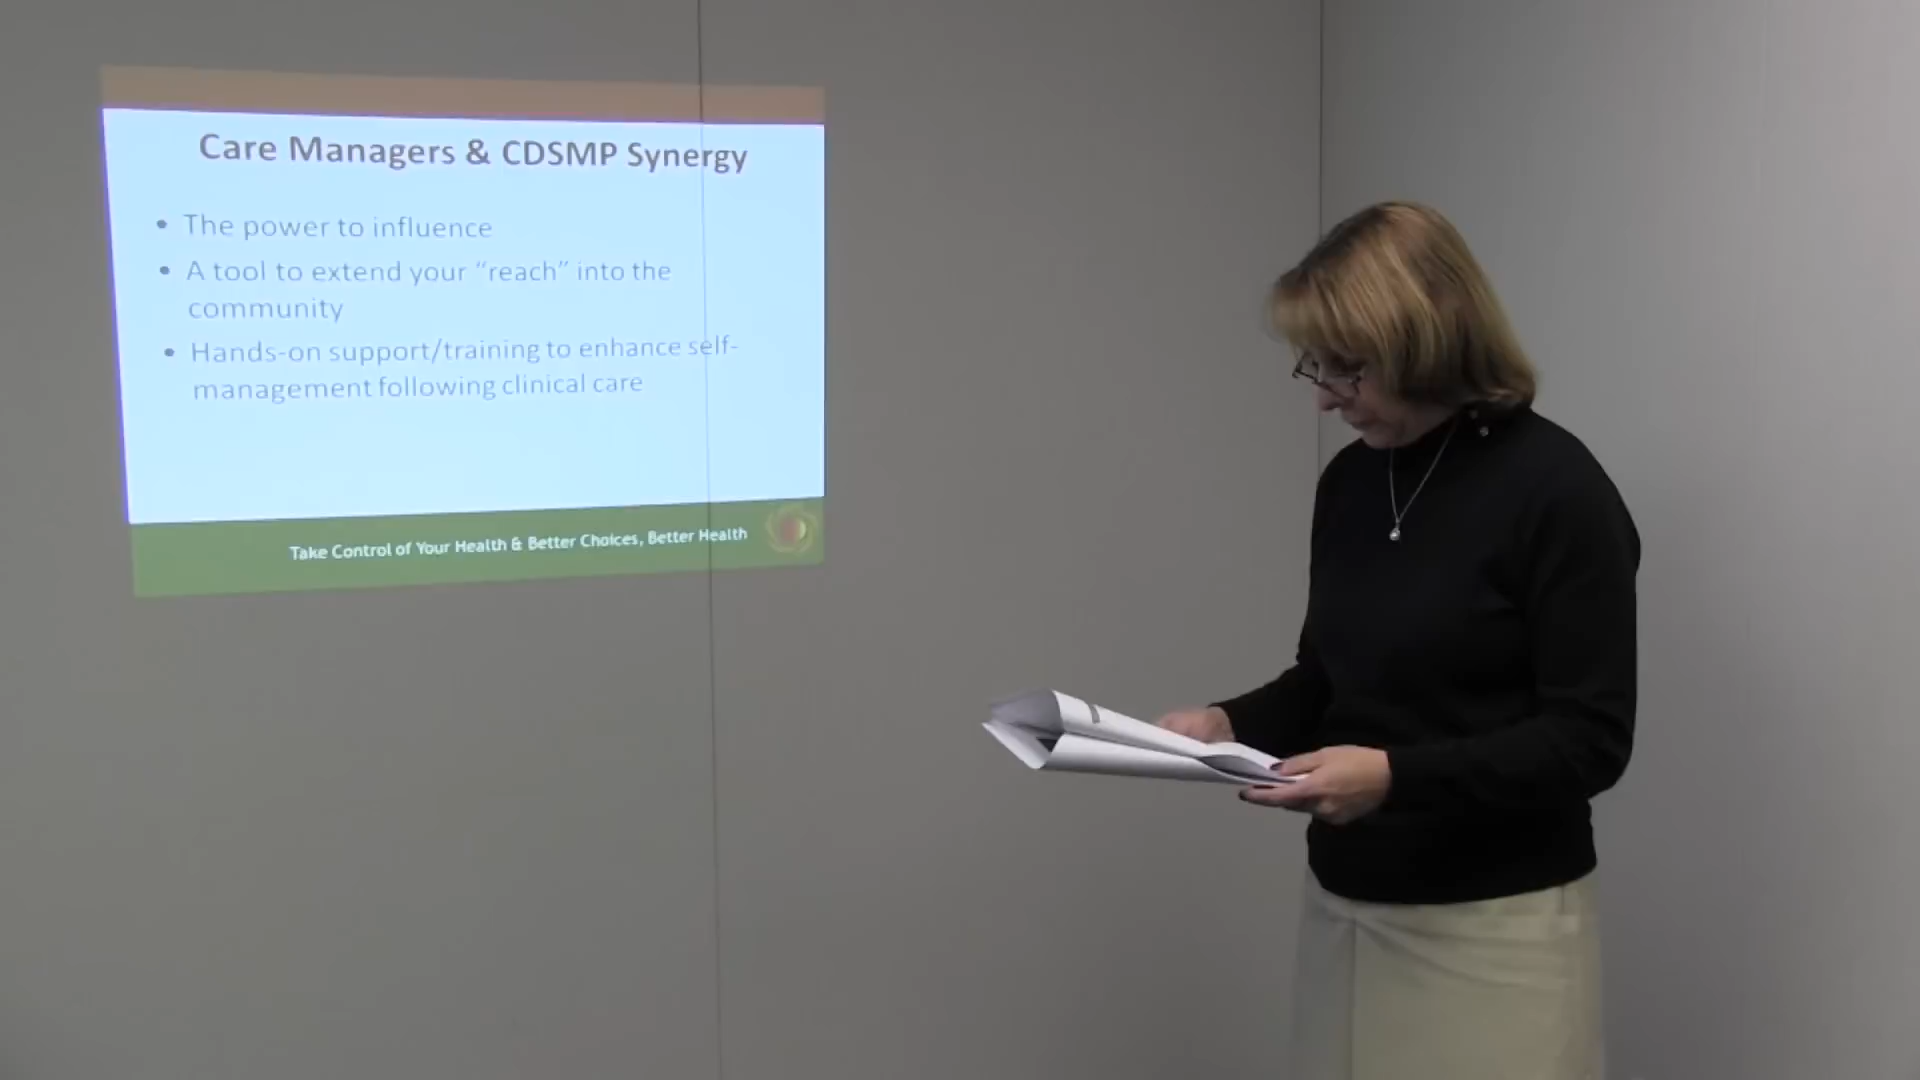 Care Managers & CDSMP Synergy
• The power to influence
• A tool to extend your “reach” into the
community
• Hands-on support/training to enhance self-
management following clinical care
Take Control of Your Health & Better Choices, Better Health